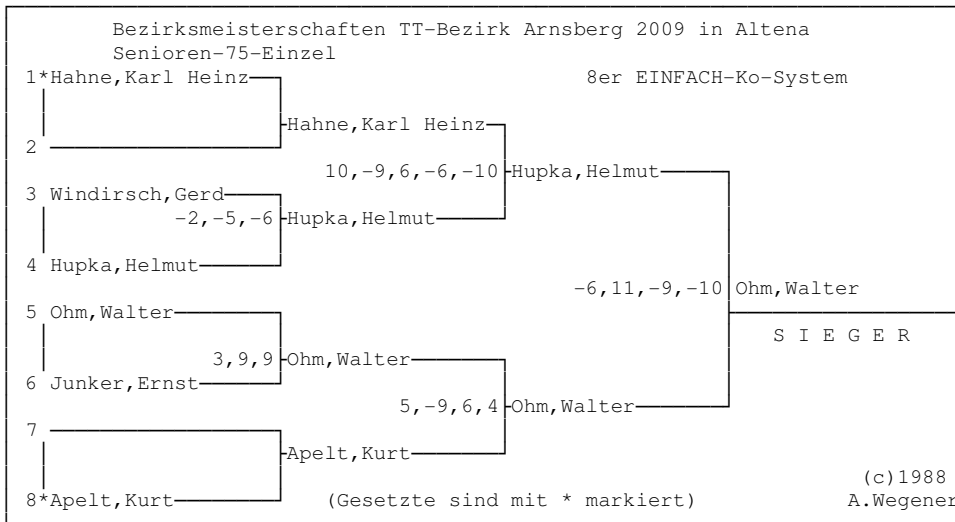 Bezirksmeisterschaften TT-Bezirk Arnsberg 2009 in Altena
Senioren-75-Einzel
1*Hahne,Karl Heinz 8er EINFACH-Ko-System
Hahne,Karl Heinz
2
10,-9,6,-6,-10 Hupka,Helmut
3 Windirsch,Gerd
-2,-5,-6 Hupka,Helmut
4 Hupka,Helmut
-6,11,-9,-10 Ohm,Walter
5 Ohm,Walter
S I E G E R
3,9,9 Ohm,Walter
6 Junker,Ernst
5,-9,6,4 Ohm,Walter
7
Apelt,Kurt
(c)1988
8*Apelt,Kurt (Gesetzte sind mit * markiert) A.Wegener